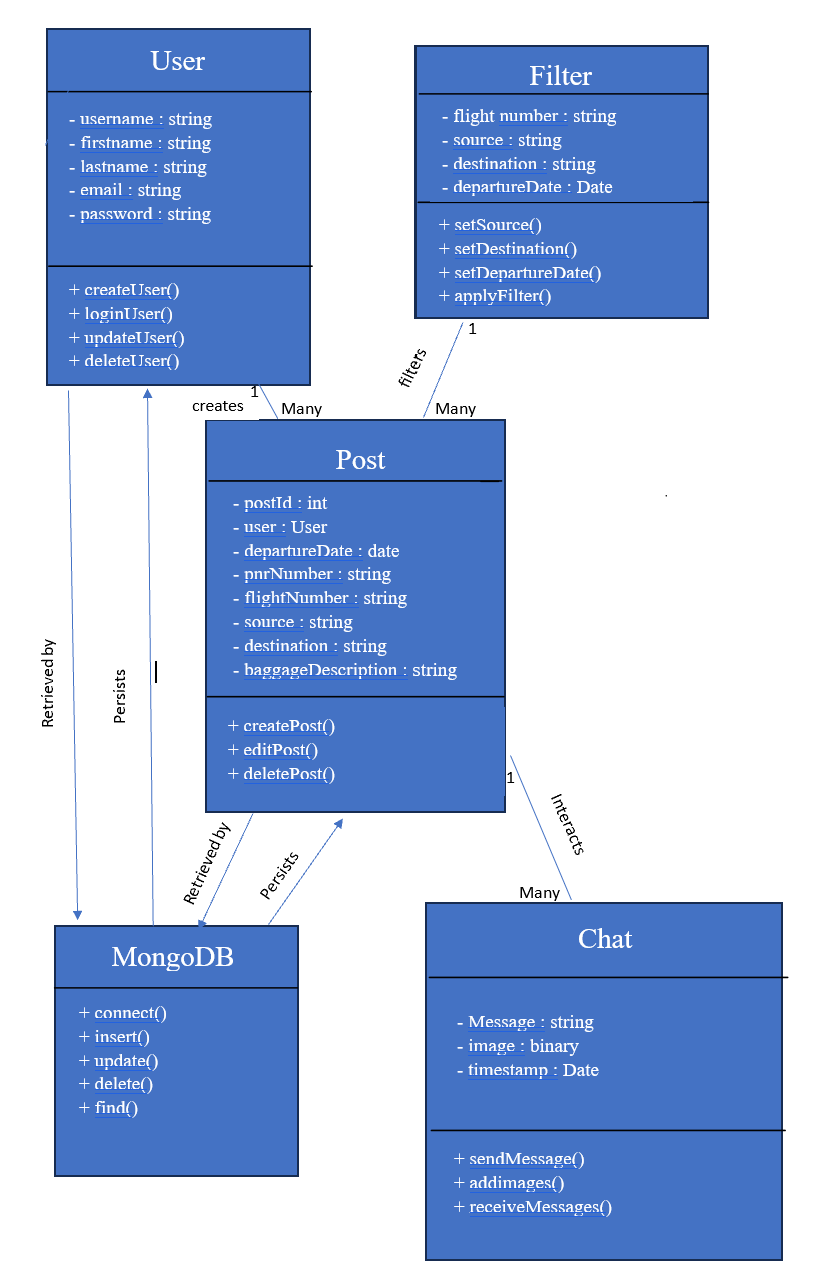 User
- username : string
- firstname : string
- lastname : string
- email : string
- password : string
+ createUser()
+ loginUser()
+ updateUser()
+ deleteUser()
Filter
- flight number : string
- source : string
- destination : string
- departureDate : Date
+ setSource()
+ setDestination()
+ setDepartureDate()
+ applyFilter()
1
creates
Many
1
filters
Many
Post
- postId : int
- user : User
- departureDate : date
- pnrNumber : string
- flightNumber : string
- source : string
- destination : string
- baggageDescription : string
+ createPost()
+ editPost()
+ deletePost()
Retrieved by
Persists
Retrieved by
Persists
1
Interacts
Many
MongoDB
+ connect()
+ insert()
+ update()
+ delete()
+ find()
Chat
- Message : string
- image : binary
- timestamp : Date
+ sendMessage()
+ addimages()
+ receiveMessages()